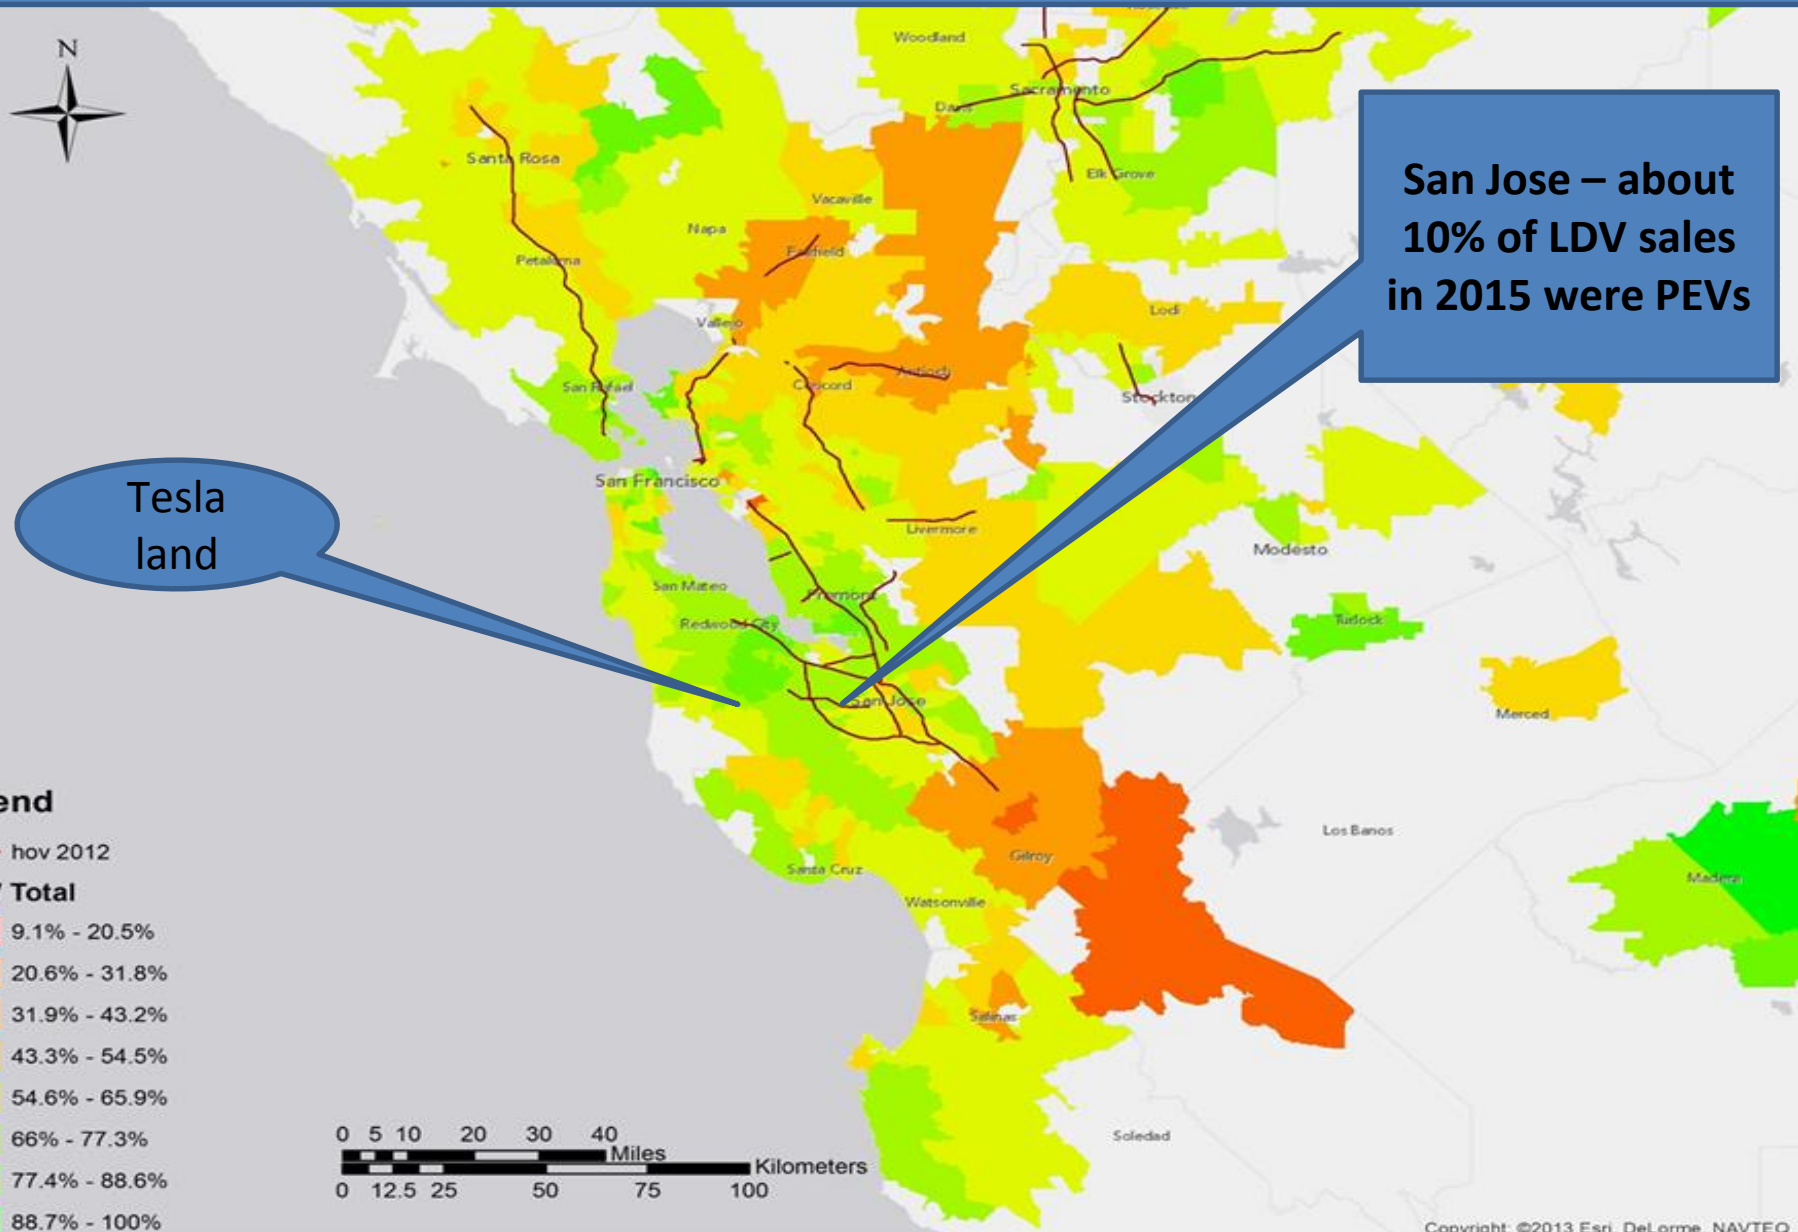 N
Woodland
Sacramento
Davis
Santa Rosa
Elk Grove
Vacaville
Napa
Fairfield
Petaluma
San Jose – about
10% of LDV sales
in 2015 were PEVs
Lodi
Vallejo
San Rafael
Concord
Antioch
Stockton
San Francisco
Tesla
land
Livermore
Modesto
San Mateo
Fremont
Redwood City
Turlock
San Jose
Merced
end
hov 2012
Total
9.1% - 20.5%
20.6% - 31.8%
31.9% - 43.2%
43.3% - 54.5%
54.6% - 65.9%
66% - 77.3%
77.4% - 88.6%
88.7% - 100%
Los Banos
Gilroy
Santa Cruz
Madera
Watsonville
Salinas
Soledad
0 5 10 20 30 40
Miles
Kilometers
0 12.5 25 50 75 100
Copyright: ©2013 Esri, DeLorme, NAVTEQ